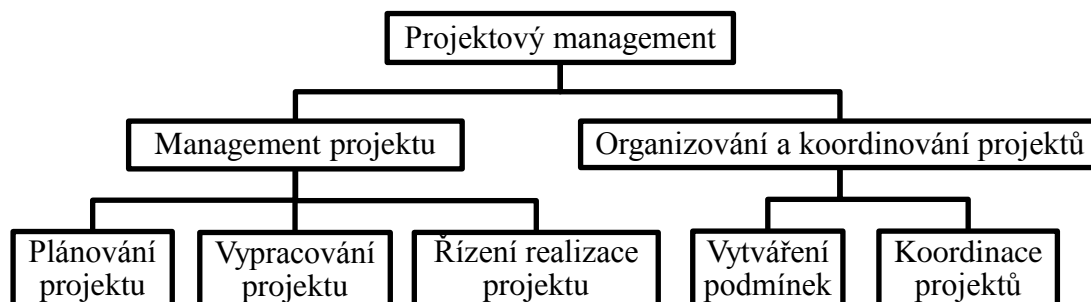 Projektový management
Management projektu
Organizování a koordinování projektů
Plánování
projektu
Vypracování
projektu
Řízení realizace
projektu
Vytváření
podmínek
Koordinace
projektů